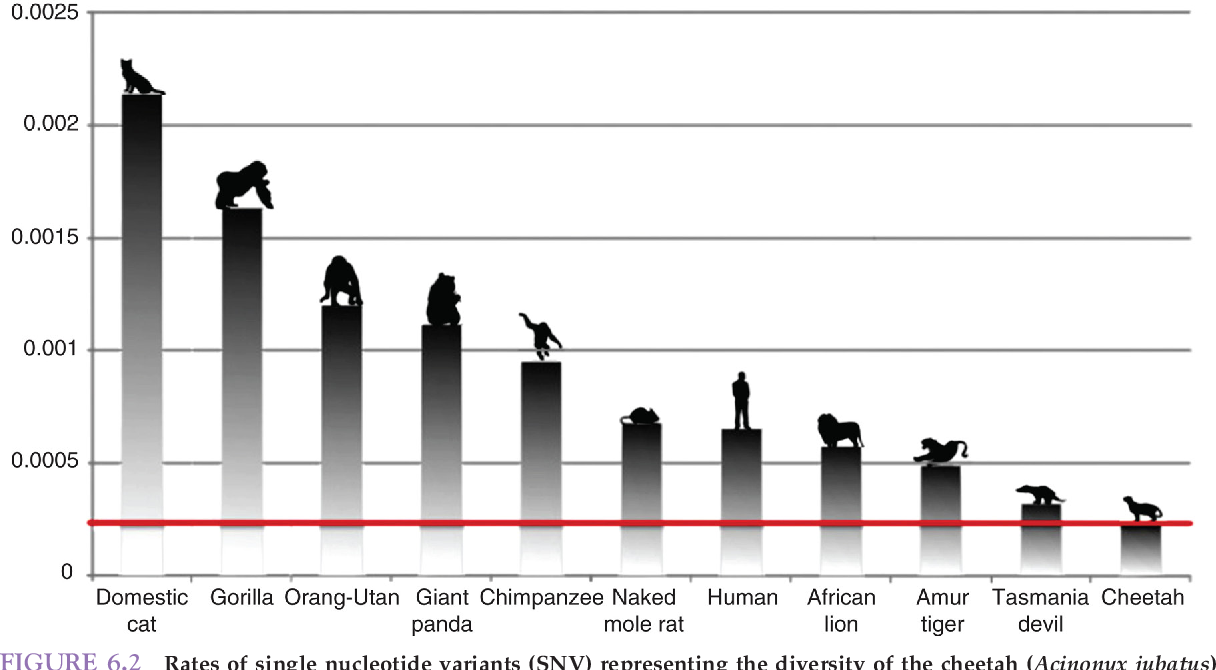 0.0025
0.002
0.0015
0.001
0.0005
0
Domestic cat
Gorilla
Orang-Utan
Giant panda
Chimpanzee
Naked mole rat
Human
African lion
Amur tiger
Tasmania devil
Cheetah
FIGURE 6.2 Rates of single nucleotide variants (SNV) representing the diversity of the cheetah (Acinonux jubatus)